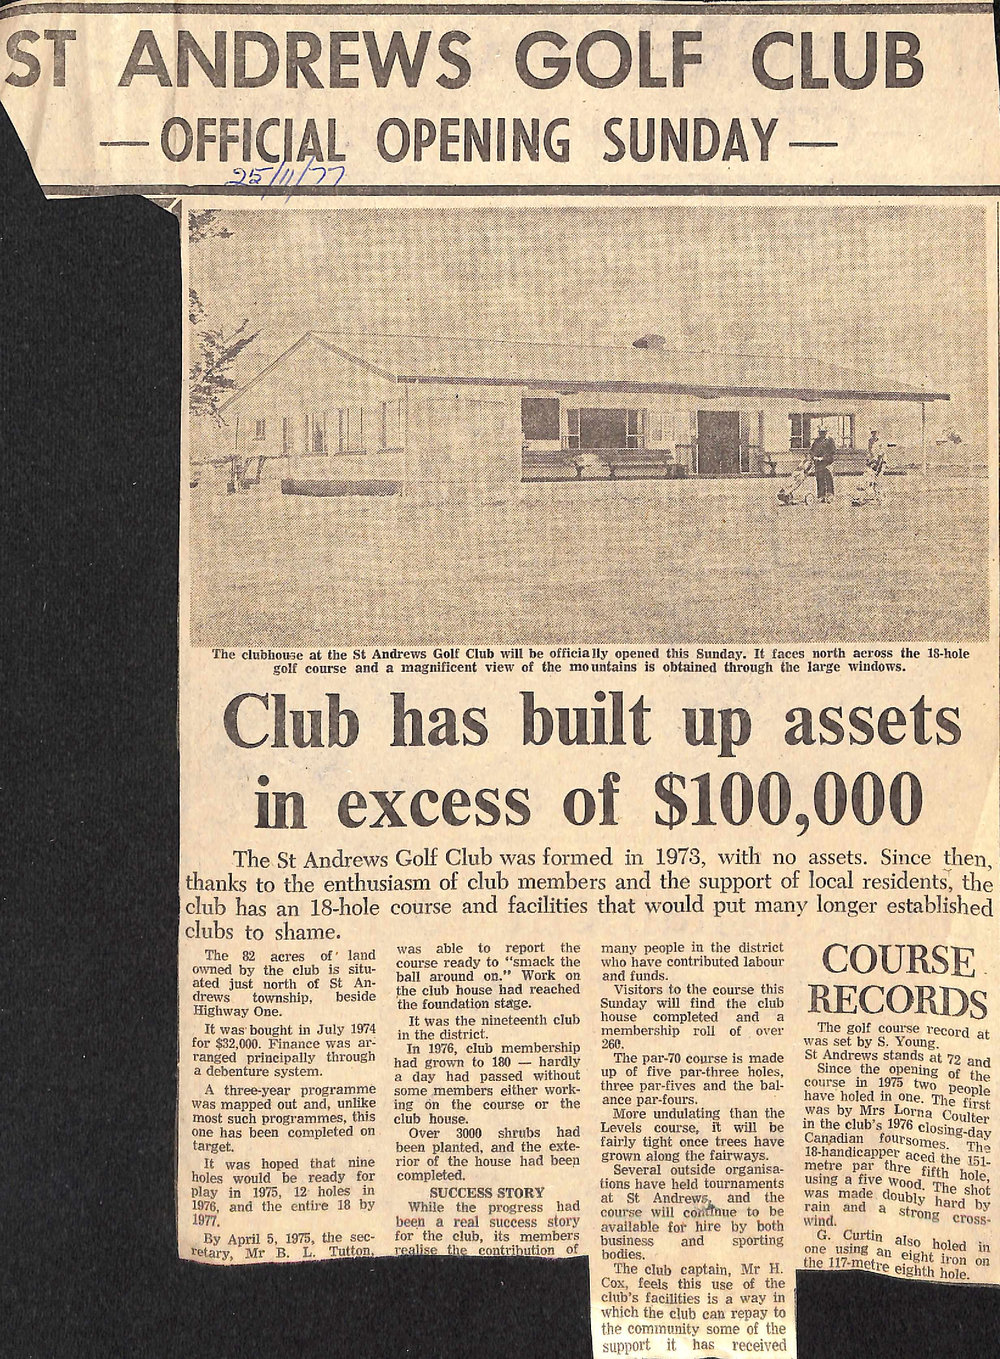 ST ANDREWS GOLF CLUB
— OFFICIAL OPENING SUNDAY —
25/11/77
The clubhouse at the St Andrews Golf Club will be officially opened this Sunday. It faces north across the 18-hole
golf course and a magnificent view of the mountains is obtained through the large windows.
Club has built up assets
in excess of $100,000
The St Andrews Golf Club was formed in 1973, with no assets. Since then,
thanks to the enthusiasm of club members and the support of local residents, the
club has an 18-hole course and facilities that would put many longer established
clubs to shame.
The 82 acres of land
owned by the club is situ-
ated just north of St An-
drews township, beside
Highway One.
It was bought in July 1974
for $32,000. Finance was ar-
ranged principally through
a debenture system.
A three-year programme
was mapped out and, unlike
most such programmes, this
one has been completed on
target.
It was hoped that nine
holes would be ready for
play in 1975, 12 holes in
1976, and the entire 18 by
1977.
By April 5, 1975, the sec-
retary, Mr B. L. Tutton,
was able to report the
course ready to "smack the
ball around on." Work on
the club house had reached
the foundation stage.
It was the nineteenth club
in the district.
In 1976, club membership
had grown to 180 — hardly
a day had passed without
some members either work-
ing on the course or the
club house.
Over 3000 shrubs had
been planted, and the exte-
rior of the house had been
completed.
SUCCESS STORY
While the progress had
been a real success story
for the club, its members
realise the contribution of
many people in the district
who have contributed labour
and funds.
Visitors to the course this
Sunday will find the club
house completed and a
membership roll of over
260.
The par-70 course is made
up of five par-three holes,
three par-fives and the bal-
ance par-fours.
More undulating than the
Levels course, it will be
fairly tight once trees have
grown along the fairways.
Several outside organisa-
tions have held tournaments
at St Andrews, and the
course will continue to be
available for hire by both
business and sporting
bodies.
The club captain, Mr H.
Cox, feels this use of the
club's facilities is a way in
which the club can repay to
the community some of the
support it has received
COURSE
RECORDS
The golf course record at
was set by S. Young.
St Andrews stands at 72 and
Since the opening of the
course in 1975 two people
have holed in one. The first
was by Mrs Lorna Coulter
in the club's 1976 closing-day
Canadian foursomes. The
18-handicapper aced the 151-
metre par thre fifth hole,
using a five wood. The shot
was made doubly hard by
rain and a strong cross-
wind.
G. Curtin also holed in
one using an eight iron on
the 117-metre eighth hole.